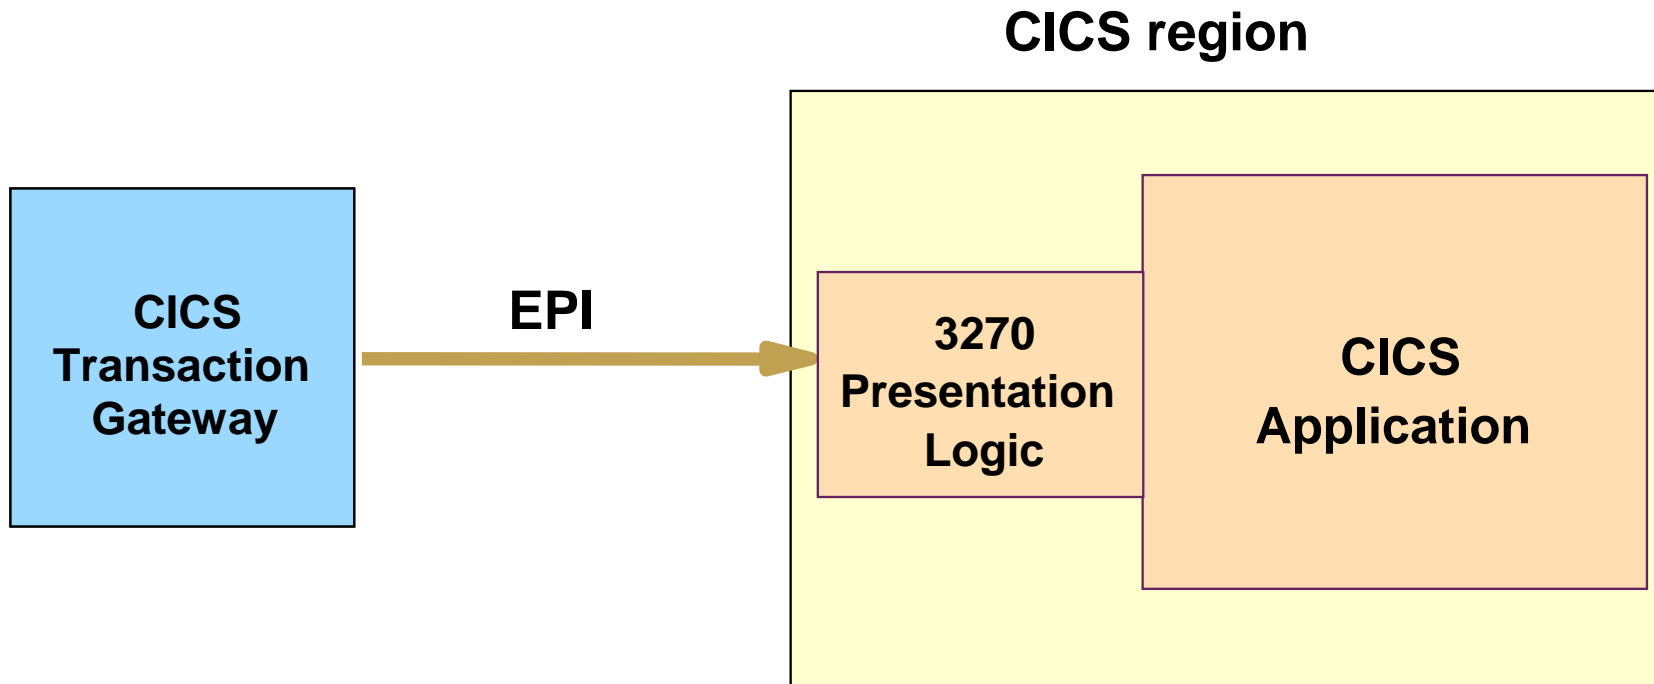 CICS region
CICS
Transaction
Gateway
EPI
3270
Presentation
Logic
CICS
Application